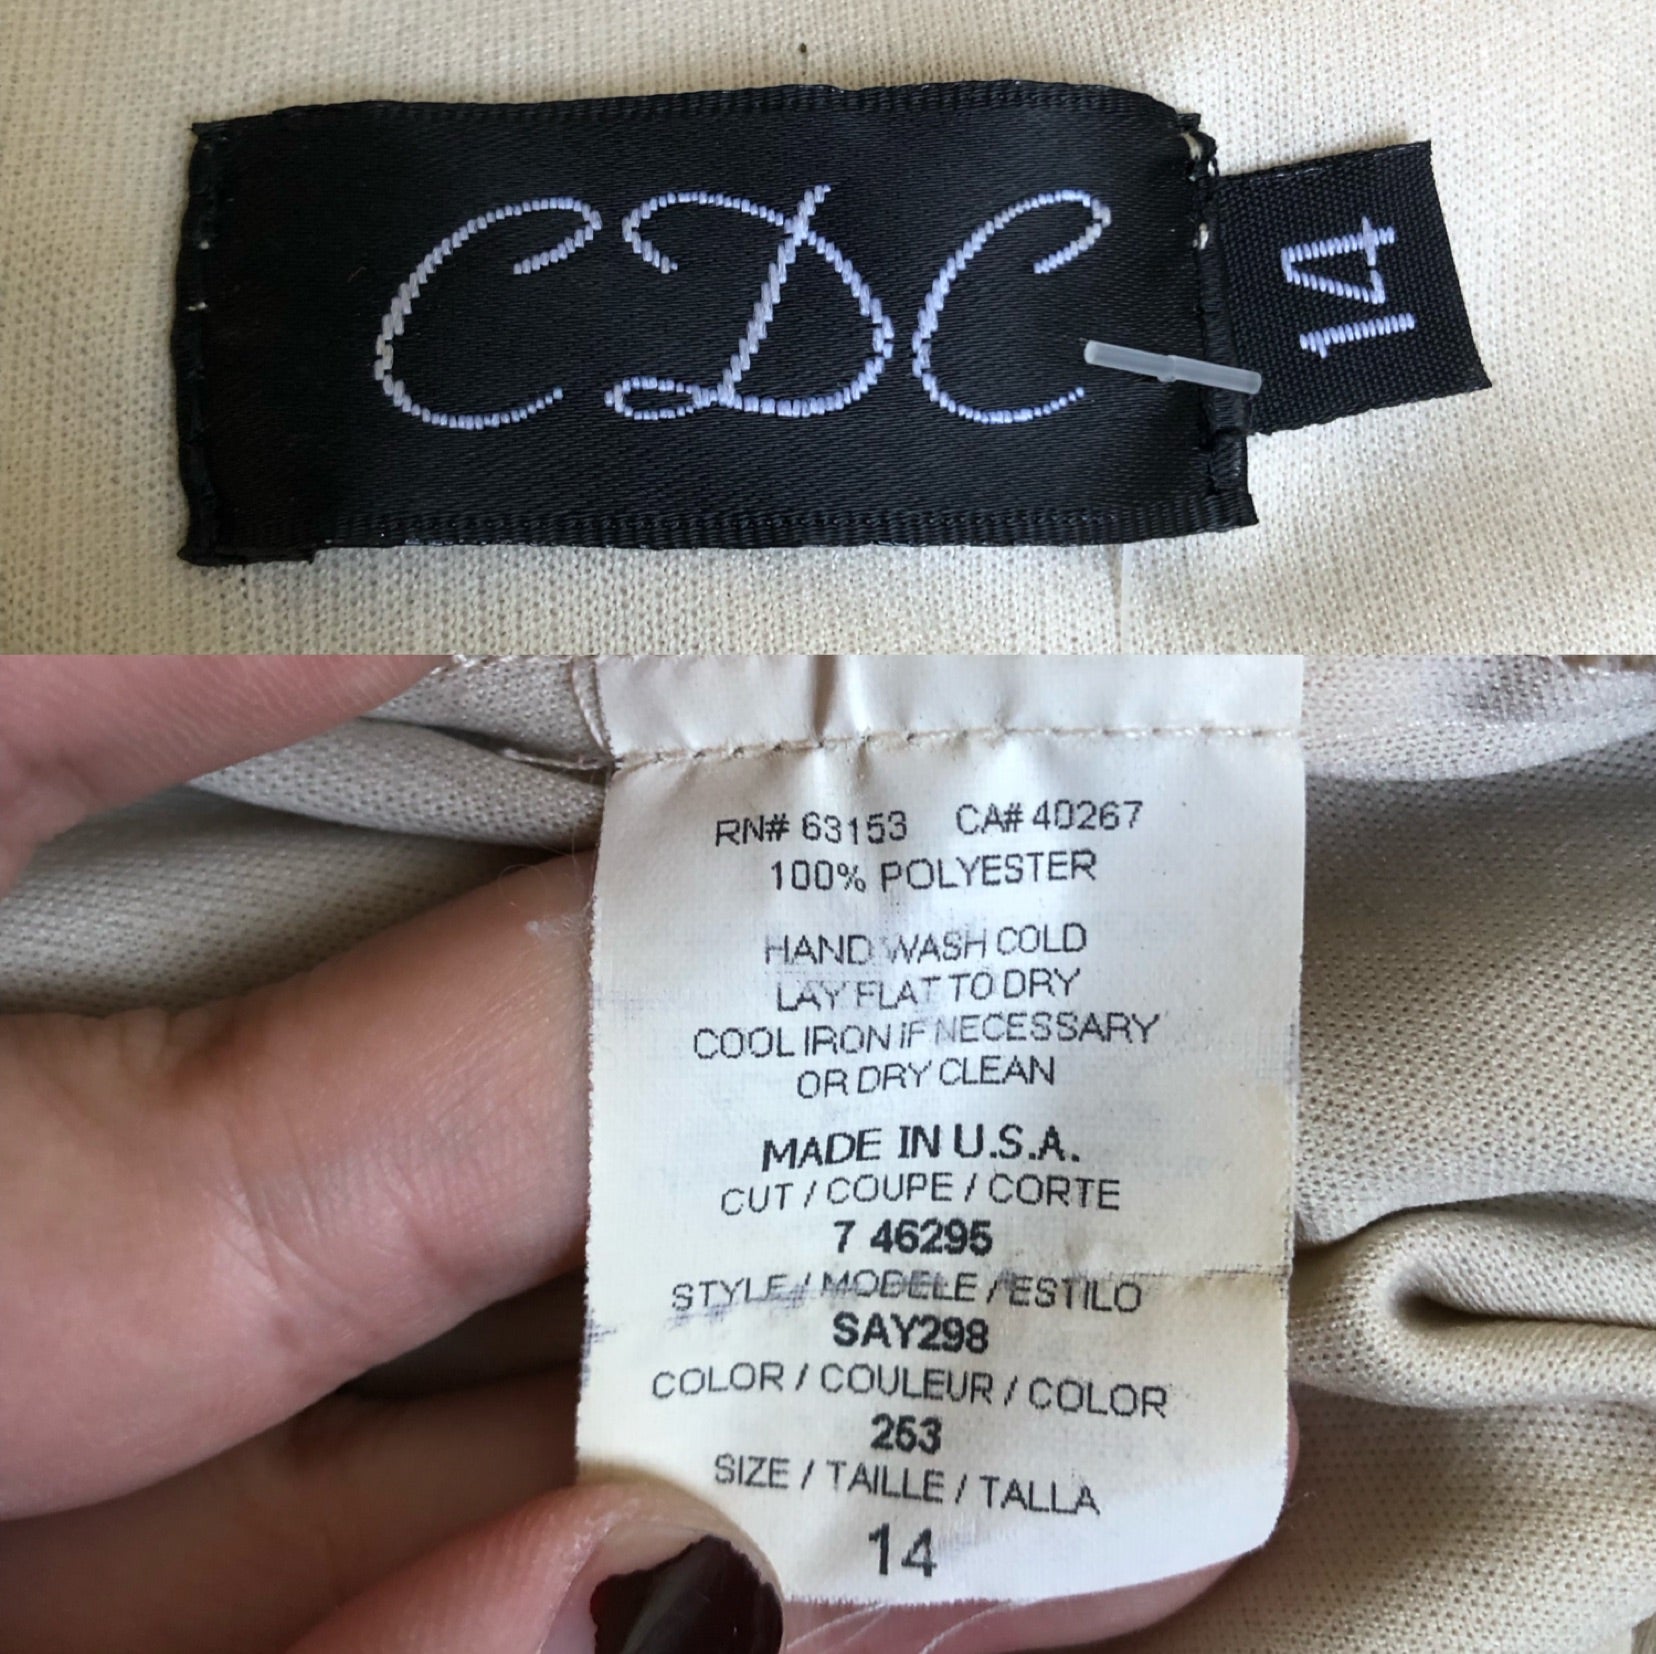 CDC
14
RN# 63153 CA# 40267
100% POLYESTER
HAND WASH COLD
LAY FLAT TO DRY
COOL IRON IF NECESSARY
OR DRY CLEAN
MADE IN U.S.A.
CUT / COUPE / CORTE
7 46295
STYLE / MODELE / ESTILO
SAY298
COLOR / COULEUR / COLOR
253
SIZE / TAILLE / TALLA
14